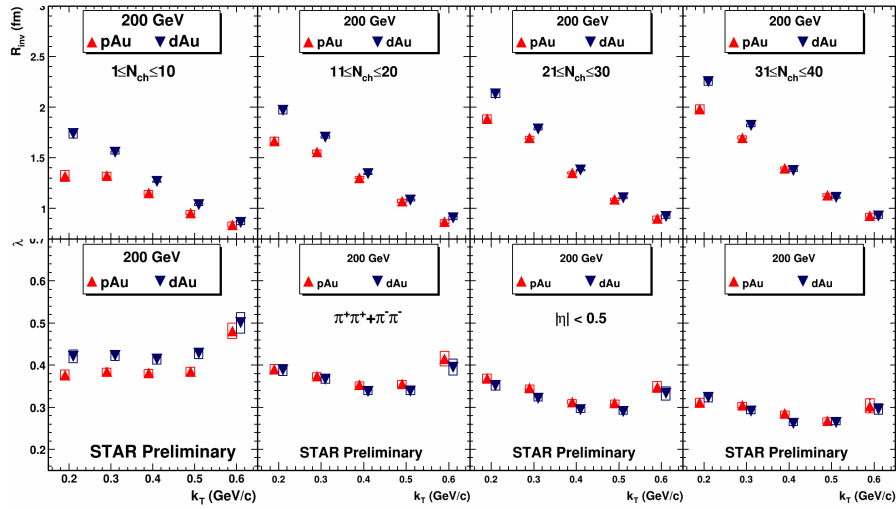 R_inv (fm)
3
2.5
2
1.5
1
200 GeV
pAu dAu
1≤N_ch≤10
200 GeV
pAu dAu
11≤N_ch≤20
200 GeV
pAu dAu
21≤N_ch≤30
200 GeV
pAu dAu
31≤N_ch≤40
λ
0.7
0.6
0.5
0.4
0.3
0.2
200 GeV
pAu dAu
STAR Preliminary
200 GeV
pAu dAu
π⁺π⁺+π⁻π⁻
STAR Preliminary
200 GeV
pAu dAu
|η| < 0.5
STAR Preliminary
200 GeV
pAu dAu
STAR Preliminary
0.2 0.3 0.4 0.5 0.6
k_T (GeV/c)
0.2 0.3 0.4 0.5 0.6
k_T (GeV/c)
0.2 0.3 0.4 0.5 0.6
k_T (GeV/c)
0.2 0.3 0.4 0.5 0.6
k_T (GeV/c)